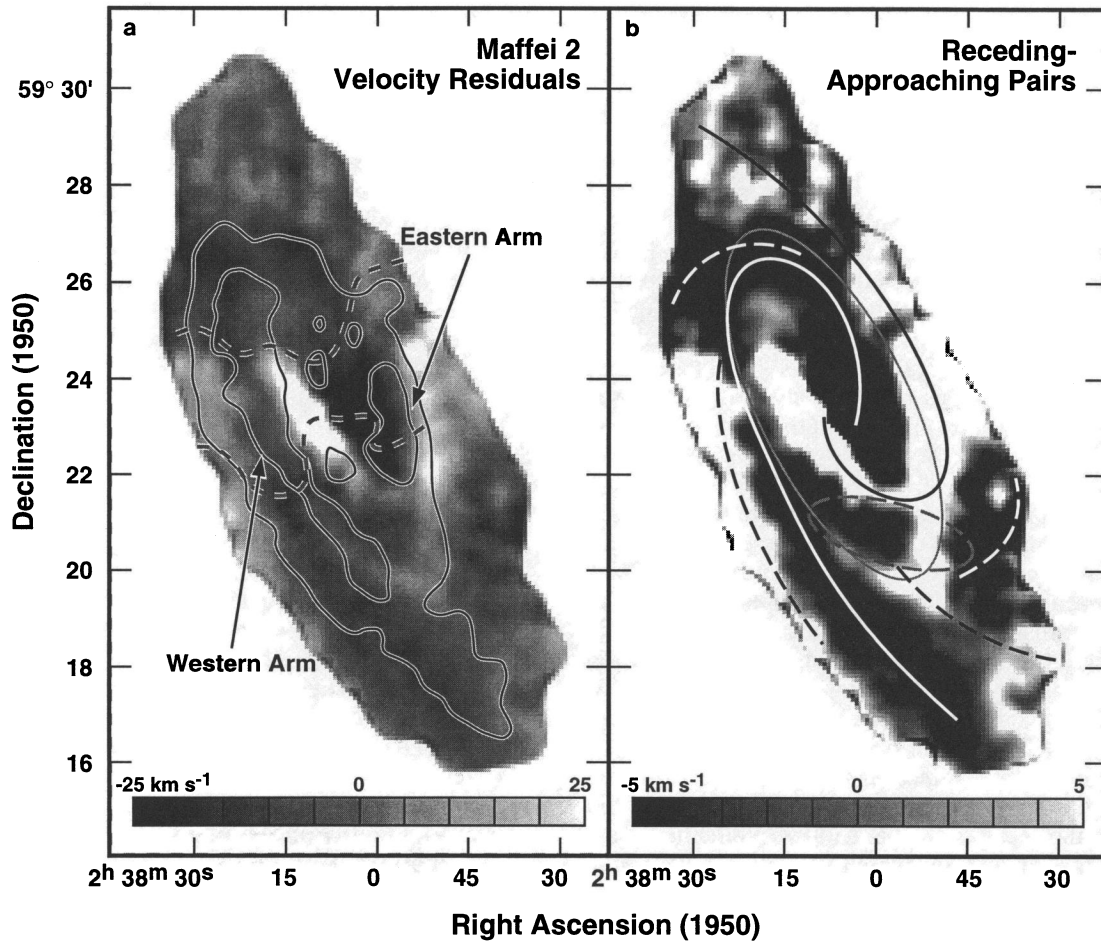 a
Maffei 2
Velocity Residuals
b
Receding-
Approaching Pairs
59° 30'
28
26
24
22
20
18
16
Declination (1950)
Eastern Arm
Western Arm
-25 km s-1 0 25
-5 km s-1 0 5
2h 38m 30s 15 0 45 30
2h 38m 30s 15 0 45 30
Right Ascension (1950)